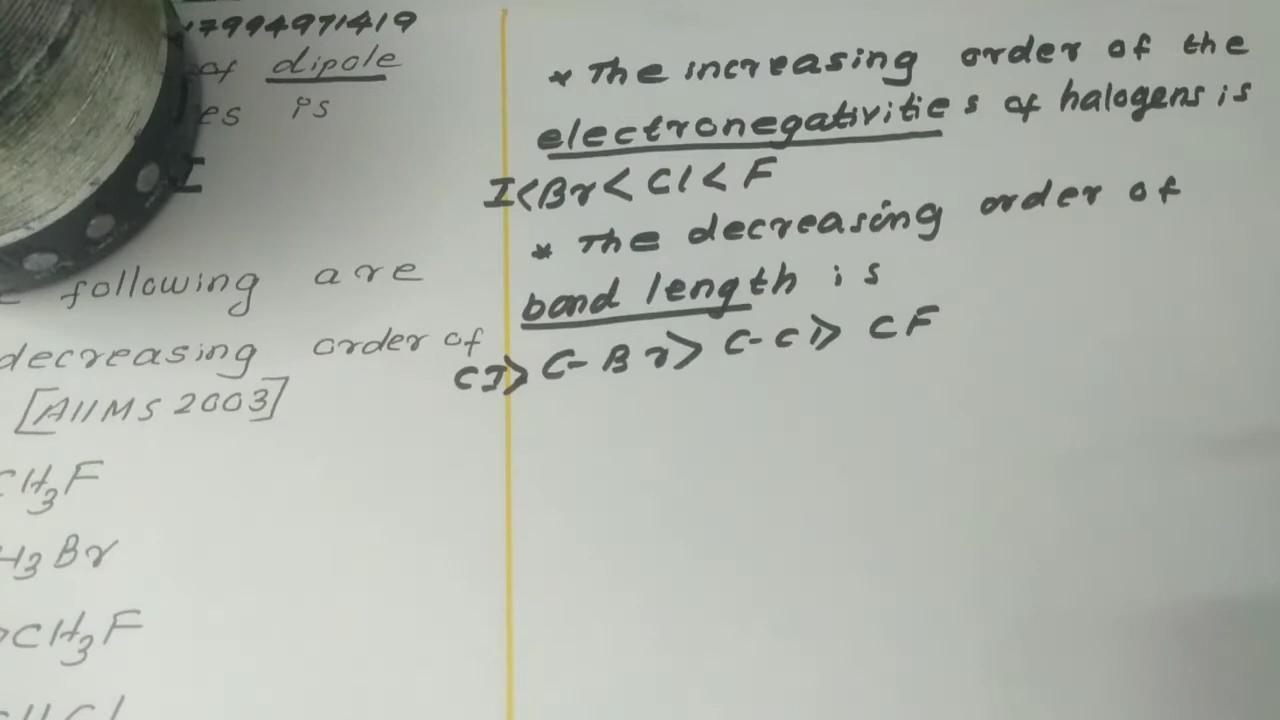 17994971419
of dipole
es is
e following are
decreasing order of
[AIIMS 2003]
CH3F
H3Br
>CH3F
* The increasing order of the
electronegativities of halogens is
I<Br<Cl<F
* The decreasing order of
bond length is
CI> C-Br> C-Cl> CF